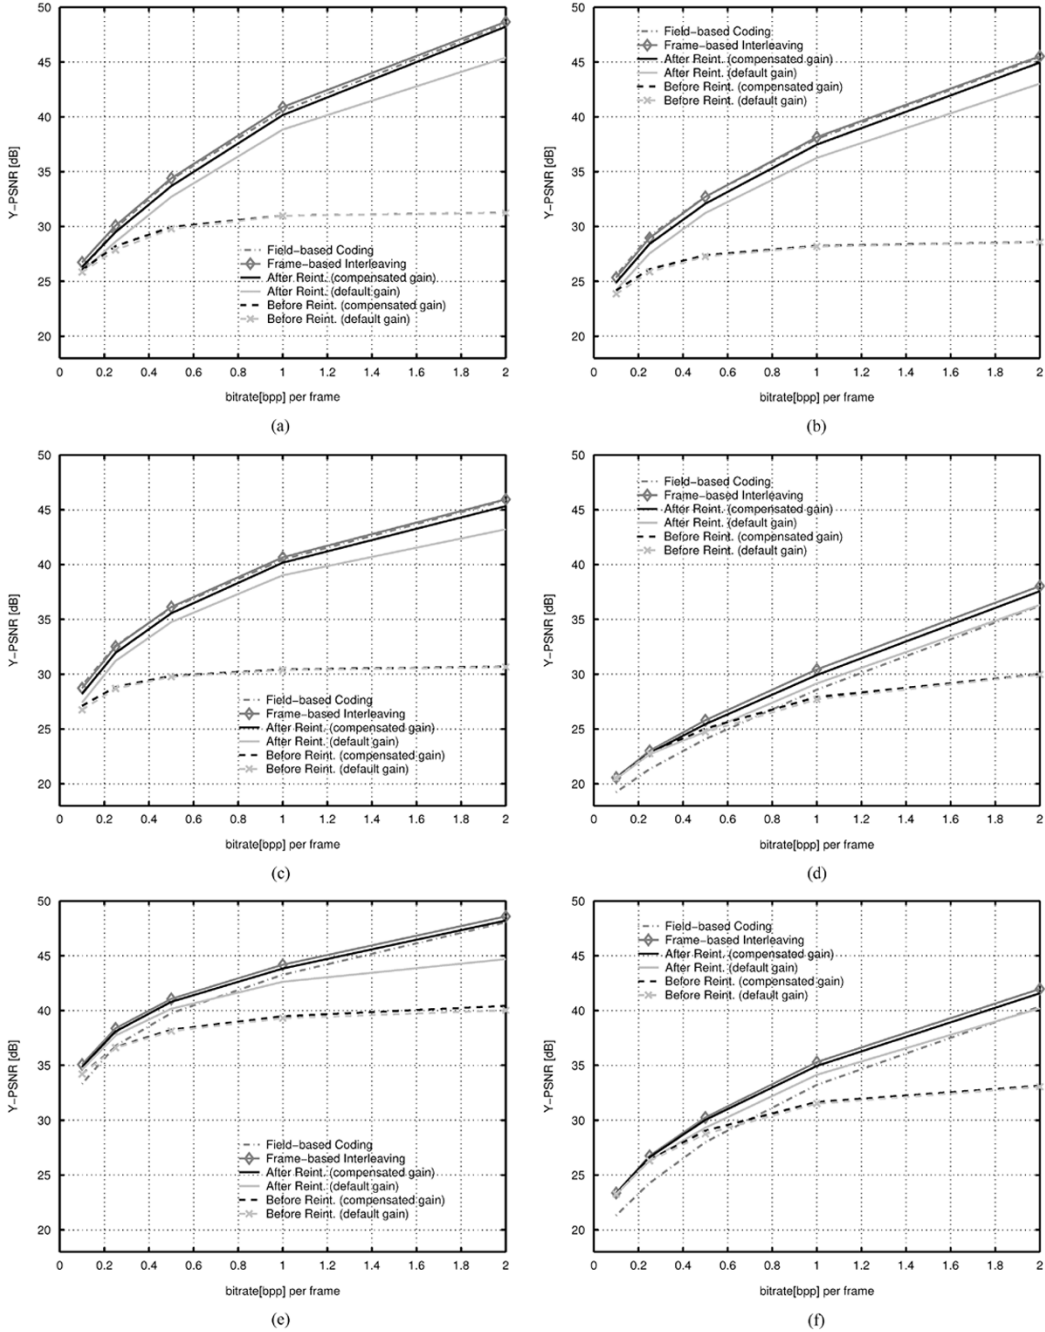 50
45
40
35
30
25
20
Y−PSNR [dB]
Field−based Coding
Frame−based Interleaving
After Reint. (compensated gain)
After Reint. (default gain)
Before Reint. (compensated gain)
Before Reint. (default gain)
0 0.2 0.4 0.6 0.8 1 1.2 1.4 1.6 1.8 2
bitrate[bpp] per frame
(a)
50
45
40
35
30
25
20
Y−PSNR [dB]
Field−based Coding
Frame−based Interleaving
After Reint. (compensated gain)
After Reint. (default gain)
Before Reint. (compensated gain)
Before Reint. (default gain)
0 0.2 0.4 0.6 0.8 1 1.2 1.4 1.6 1.8 2
bitrate[bpp] per frame
(b)
50
45
40
35
30
25
20
Y−PSNR [dB]
Field−based Coding
Frame−based Interleaving
After Reint. (compensated gain)
After Reint. (default gain)
Before Reint. (compensated gain)
Before Reint. (default gain)
0 0.2 0.4 0.6 0.8 1 1.2 1.4 1.6 1.8 2
bitrate[bpp] per frame
(c)
50
45
40
35
30
25
20
Y−PSNR [dB]
Field−based Coding
Frame−based Interleaving
After Reint. (compensated gain)
After Reint. (default gain)
Before Reint. (compensated gain)
Before Reint. (default gain)
0 0.2 0.4 0.6 0.8 1 1.2 1.4 1.6 1.8 2
bitrate[bpp] per frame
(d)
50
45
40
35
30
25
20
Y−PSNR [dB]
Field−based Coding
Frame−based Interleaving
After Reint. (compensated gain)
After Reint. (default gain)
Before Reint. (compensated gain)
Before Reint. (default gain)
0 0.2 0.4 0.6 0.8 1 1.2 1.4 1.6 1.8 2
bitrate[bpp] per frame
(e)
50
45
40
35
30
25
20
Y−PSNR [dB]
Field−based Coding
Frame−based Interleaving
After Reint. (compensated gain)
After Reint. (default gain)
Before Reint. (compensated gain)
Before Reint. (default gain)
0 0.2 0.4 0.6 0.8 1 1.2 1.4 1.6 1.8 2
bitrate[bpp] per frame
(f)